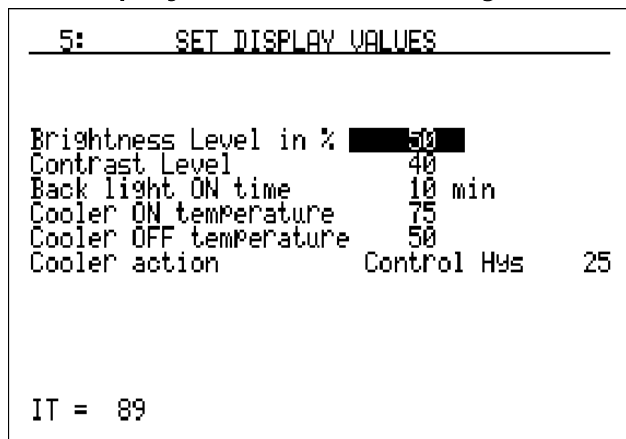 5: SET DISPLAY VALUES
Brightness Level in % 50
Contrast Level 40
Back light ON time 10 min
Cooler ON temperature 75
Cooler OFF temperature 50
Cooler action Control Hys 25
IT = 89